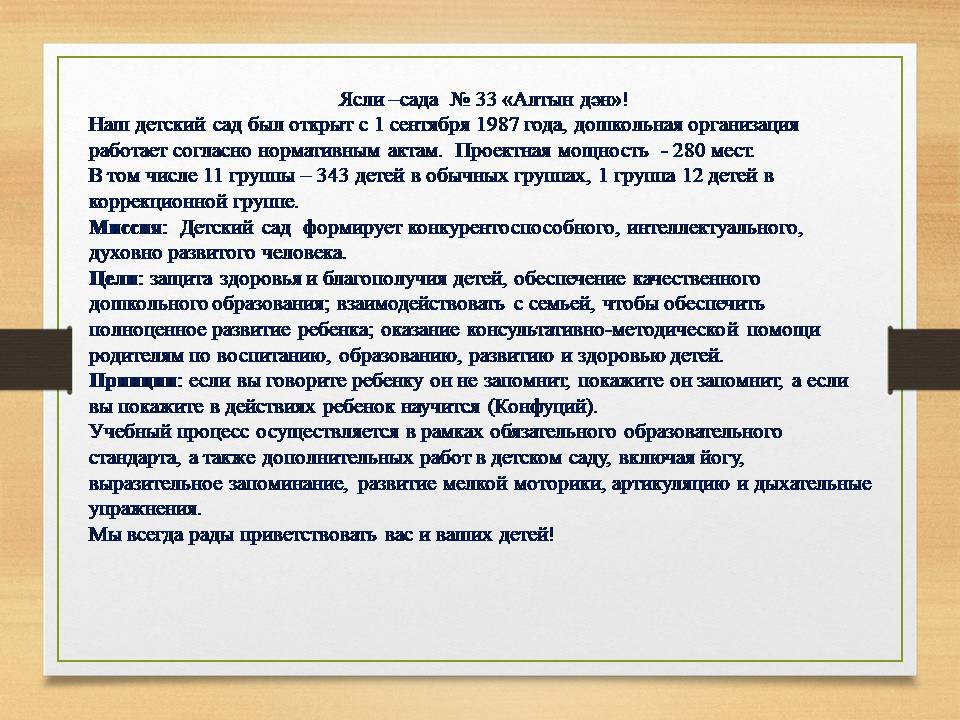 Ясли –сада № 33 «Алтын дән»!
Наш детский сад был открыт с 1 сентября 1987 года, дошкольная организация
работает согласно нормативным актам. Проектная мощность - 280 мест.
В том числе 11 группы – 343 детей в обычных группах, 1 группа 12 детей в
коррекционной группе.
Миссия: Детский сад формирует конкурентоспособного, интеллектуального,
духовно развитого человека.
Цели: защита здоровья и благополучия детей, обеспечение качественного
дошкольного образования; взаимодействовать с семьей, чтобы обеспечить
полноценное развитие ребенка; оказание консультативно-методической помощи
родителям по воспитанию, образованию, развитию и здоровью детей.
Принцип: если вы говорите ребенку он не запомнит, покажите он запомнит, а если
вы покажите в действиях ребенок научится (Конфуций).
Учебный процесс осуществляется в рамках обязательного образовательного
стандарта, а также дополнительных работ в детском саду, включая йогу,
выразительное запоминание, развитие мелкой моторики, артикуляцию и дыхательные
упражнения.
Мы всегда рады приветствовать вас и ваших детей!